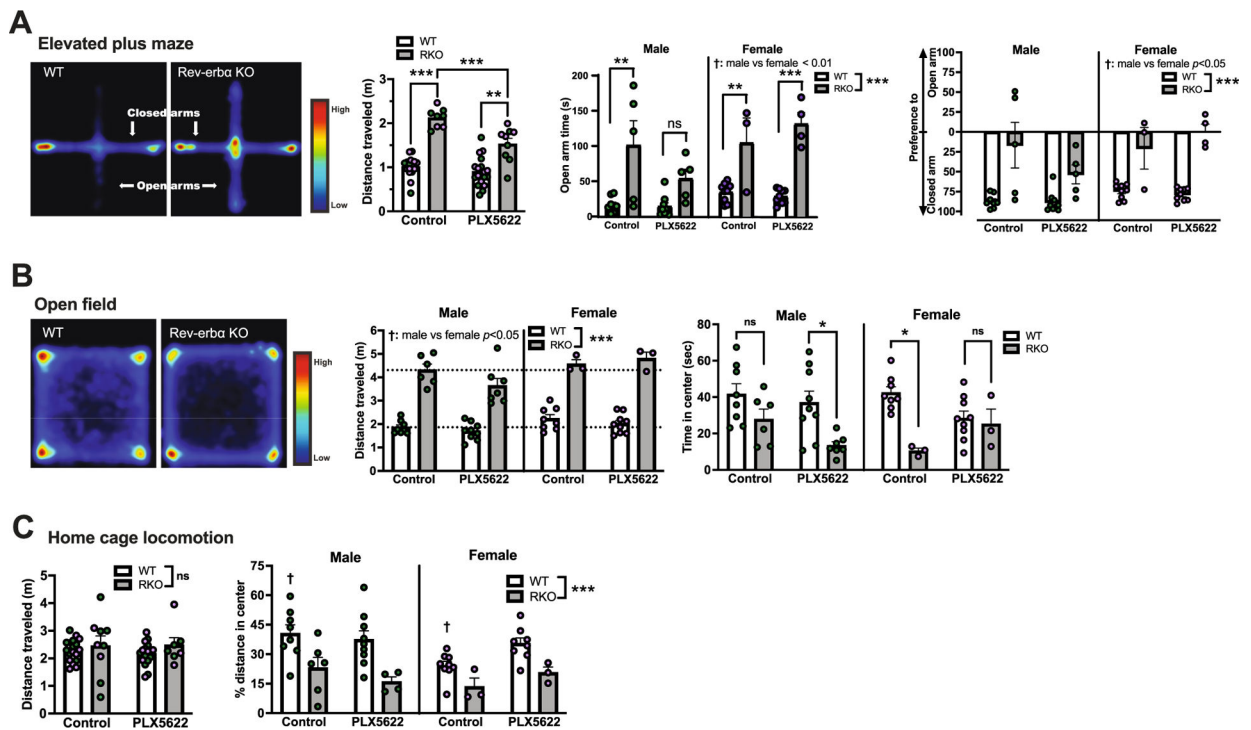 A
Elevated plus maze
WT
Rev-erbα KO
Closed arms
Open arms
High
Low
Distance traveled (m)
3
2
1
0
WT
RKO
***
***
**
Control
PLX5622
Male
Female
†: male vs female < 0.01
WT
RKO
***
Open arm time (s)
200
150
100
50
0
**
ns
**
***
Control
PLX5622
Control
PLX5622
Preference to
Open arm
Closed arm
100
75
50
25
0
25
50
75
100
Male
Female
†: male vs female p<0.05
WT
RKO
***
Control
PLX5622
Control
PLX5622
B
Open field
WT
Rev-erbα KO
High
Low
Male
Female
†: male vs female p<0.05
WT
RKO
***
Distance traveled (m)
6
5
4
3
2
1
0
Control
PLX5622
Control
PLX5622
Male
Female
WT
RKO
Time in center (sec)
80
60
40
20
0
ns
*
*
ns
Control
PLX5622
Control
PLX5622
C
Home cage locomotion
Distance traveled (m)
5
4
3
2
1
0
WT
RKO
ns
Control
PLX5622
Male
Female
% distance in center
75
60
45
30
15
0
†
†
WT
RKO
***
Control
PLX5622
Control
PLX5622